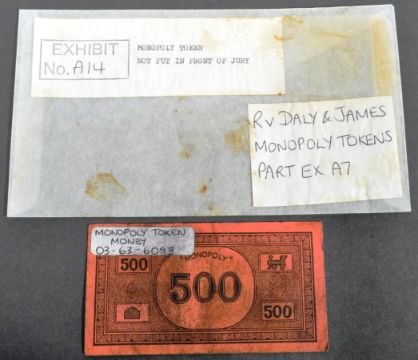 EXHIBIT
No. A14
MONOPOLY TOKEN
NOT PUT IN FRONT OF JURY
R v DALY & JAMES
MONOPOLY TOKENS
PART EX A7
MONOPOLY TOKEN
MONEY
03-63-6093
MONOPOLY
500
500
500